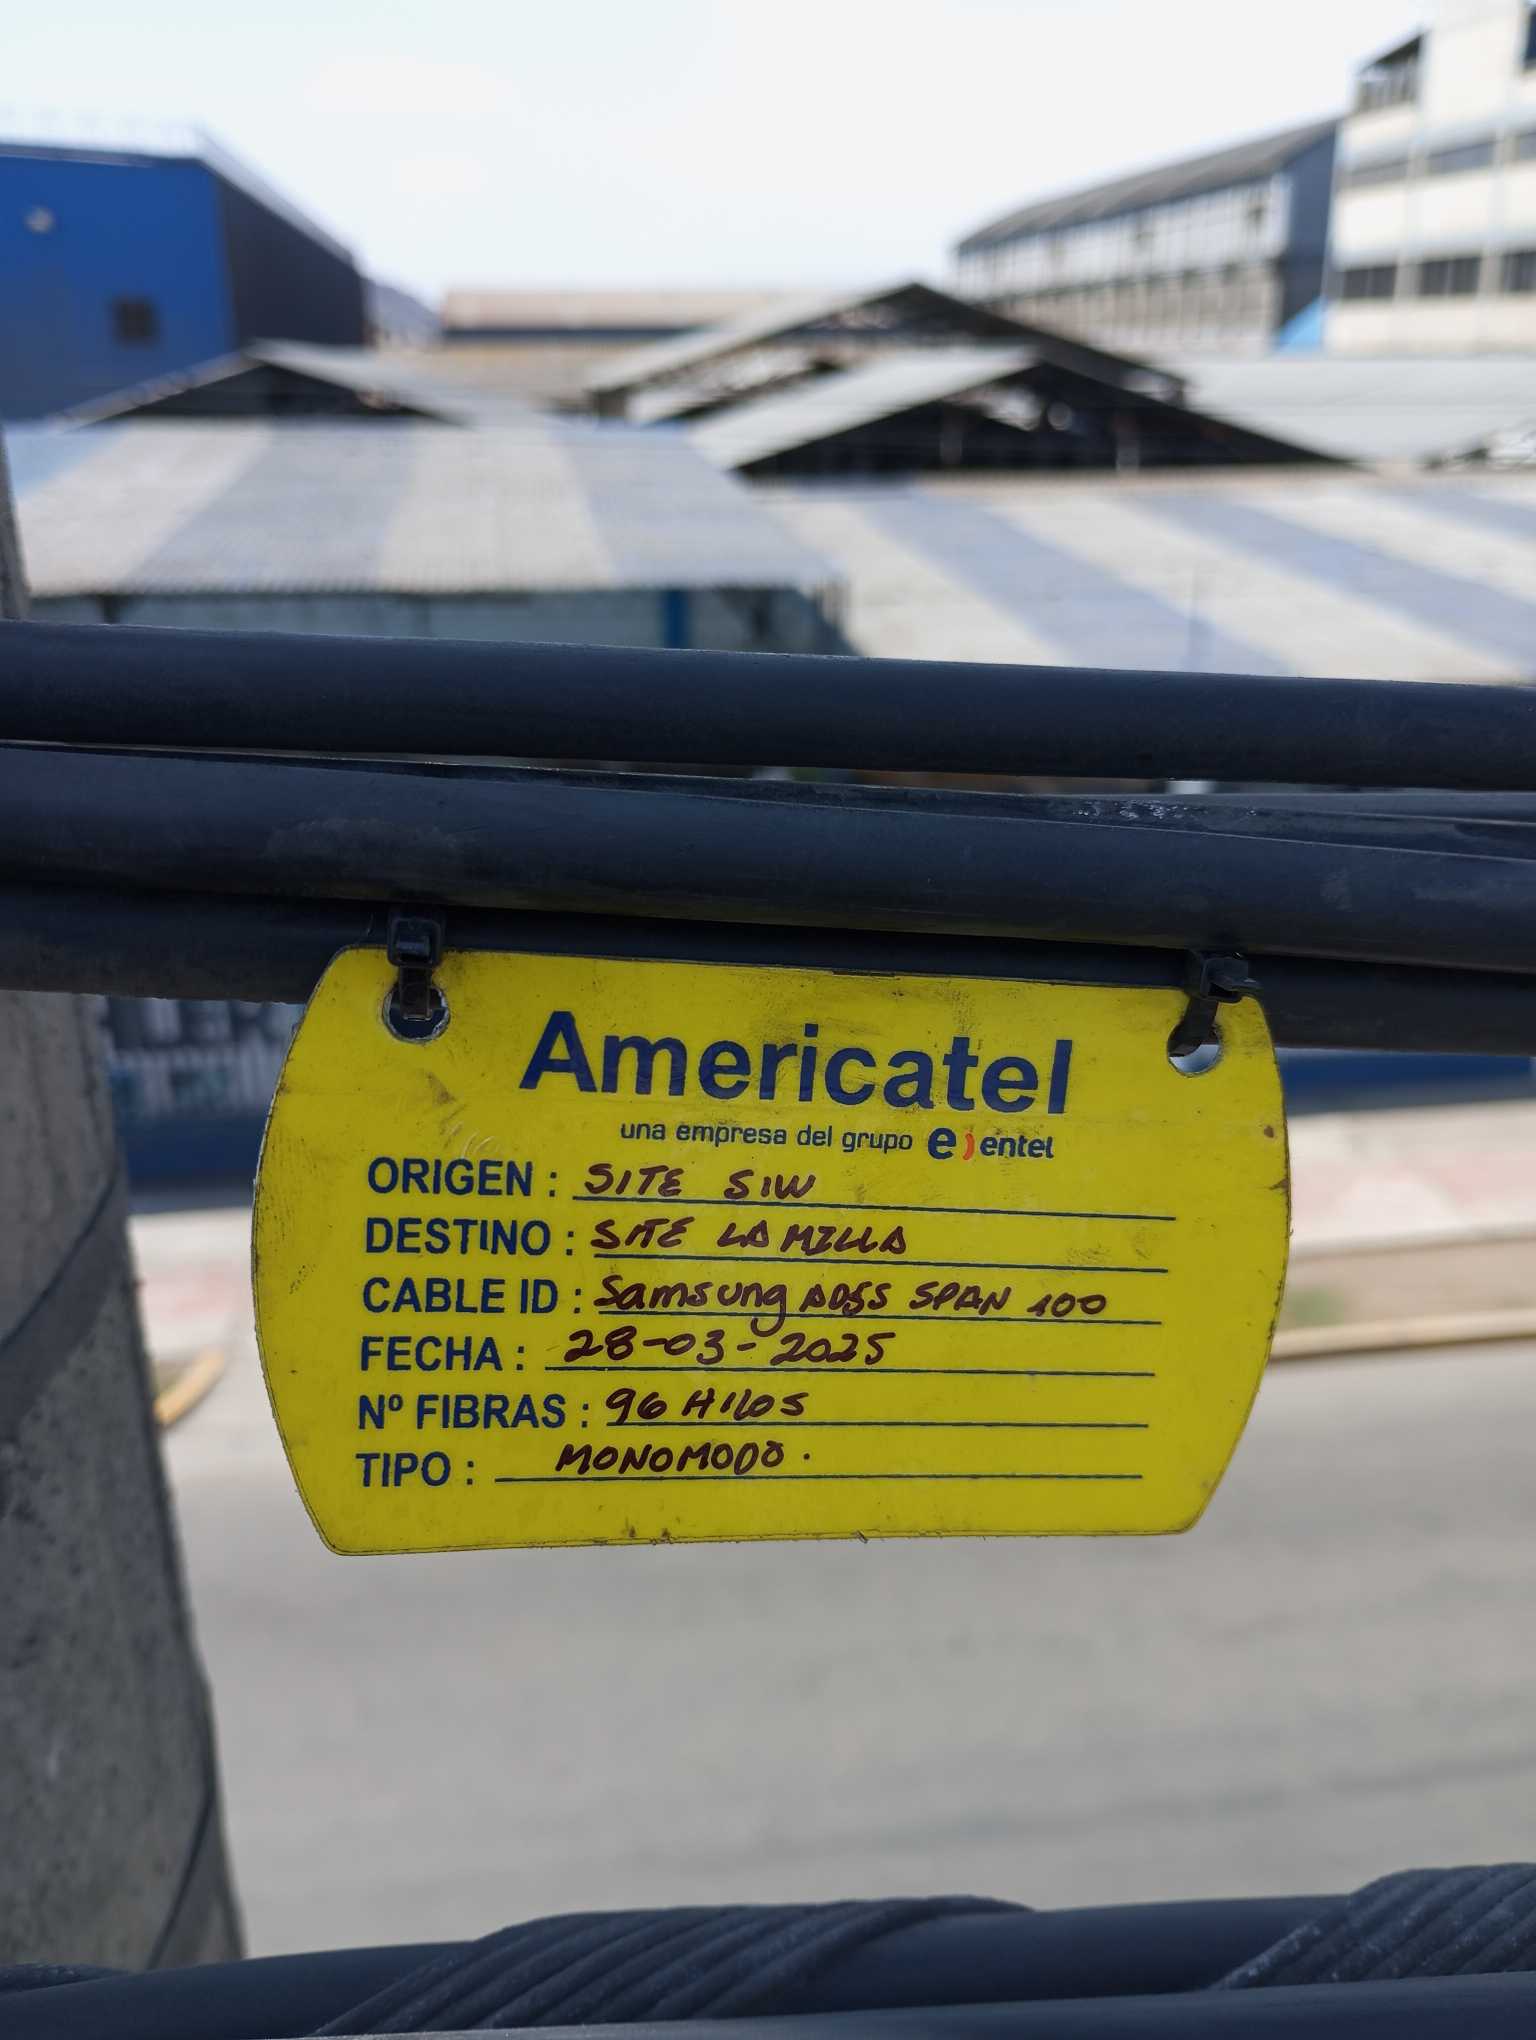 Americatel
una empresa del grupo e) entel
ORIGEN : SITE SIW
DESTINO : SITE LA MILLA
CABLE ID : Samsung ADSS SPAN 100
FECHA : 28-03-2025
Nº FIBRAS : 96 Hilos
TIPO : MONOMODO.